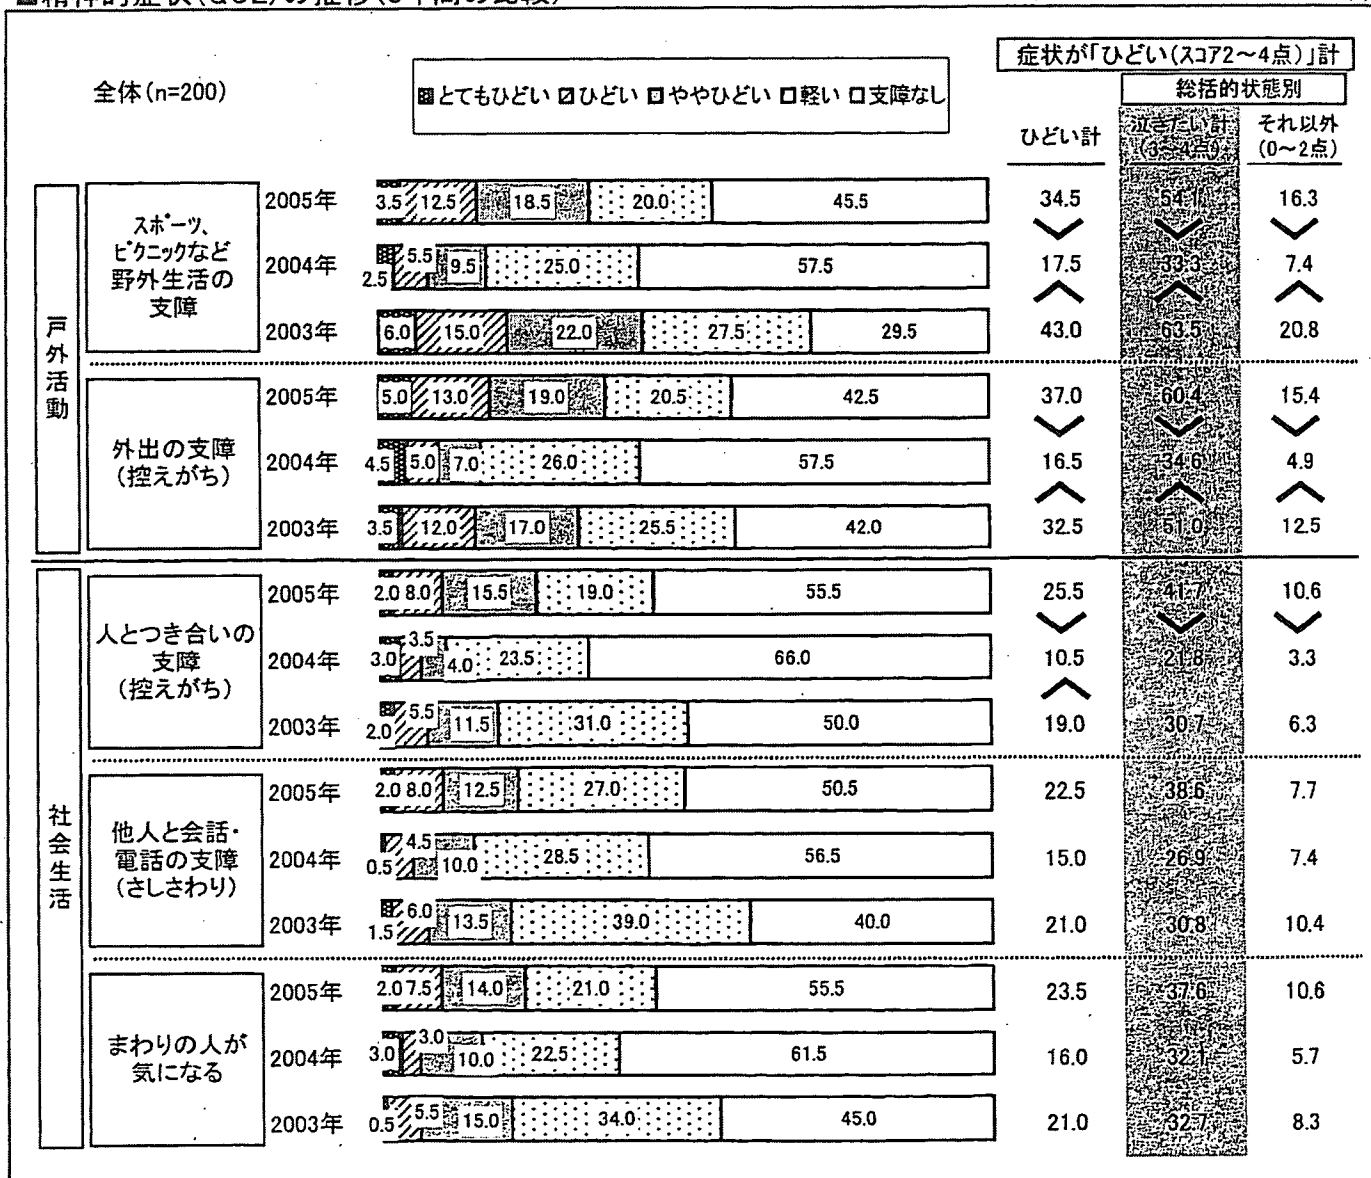 症状が「ひどい(スコア2～4点)」計
全体(n=200)
とてもひどい ひどい ややひどい 軽い 支障なし
総括的状態別
ひどい計 泣きたい計 それ以外
(3～4点) (0～2点)
戸外活動
スポーツ、
ピクニックなど
野外生活の
支障
2005年 3.5 12.5 18.5 20.0 45.5 34.5 54.1 16.3
2004年 2.5 5.5 9.5 25.0 57.5 17.5 33.3 7.4
2003年 6.0 15.0 22.0 27.5 29.5 43.0 63.5 20.8
外出の支障
(控えがち)
2005年 5.0 13.0 19.0 20.5 42.5 37.0 60.4 15.4
2004年 4.5 5.0 7.0 26.0 57.5 16.5 34.6 4.9
2003年 3.5 12.0 17.0 25.5 42.0 32.5 51.0 12.5
社会生活
人とつき合いの
支障
(控えがち)
2005年 2.0 8.0 15.5 19.0 55.5 25.5 41.7 10.6
2004年 3.0 3.5 4.0 23.5 66.0 10.5 21.8 3.3
2003年 2.0 5.5 11.5 31.0 50.0 19.0 30.7 6.3
他人と会話・
電話の支障
(さしさわり)
2005年 2.0 8.0 12.5 27.0 50.5 22.5 38.6 7.7
2004年 0.5 4.5 10.0 28.5 56.5 15.0 26.9 7.4
2003年 1.5 6.0 13.5 39.0 40.0 21.0 30.8 10.4
まわりの人が
気になる
2005年 2.0 7.5 14.0 21.0 55.5 23.5 37.6 10.6
2004年 3.0 3.0 10.0 22.5 61.5 16.0 32.1 5.7
2003年 0.5 5.5 15.0 34.0 45.0 21.0 32.7 8.3